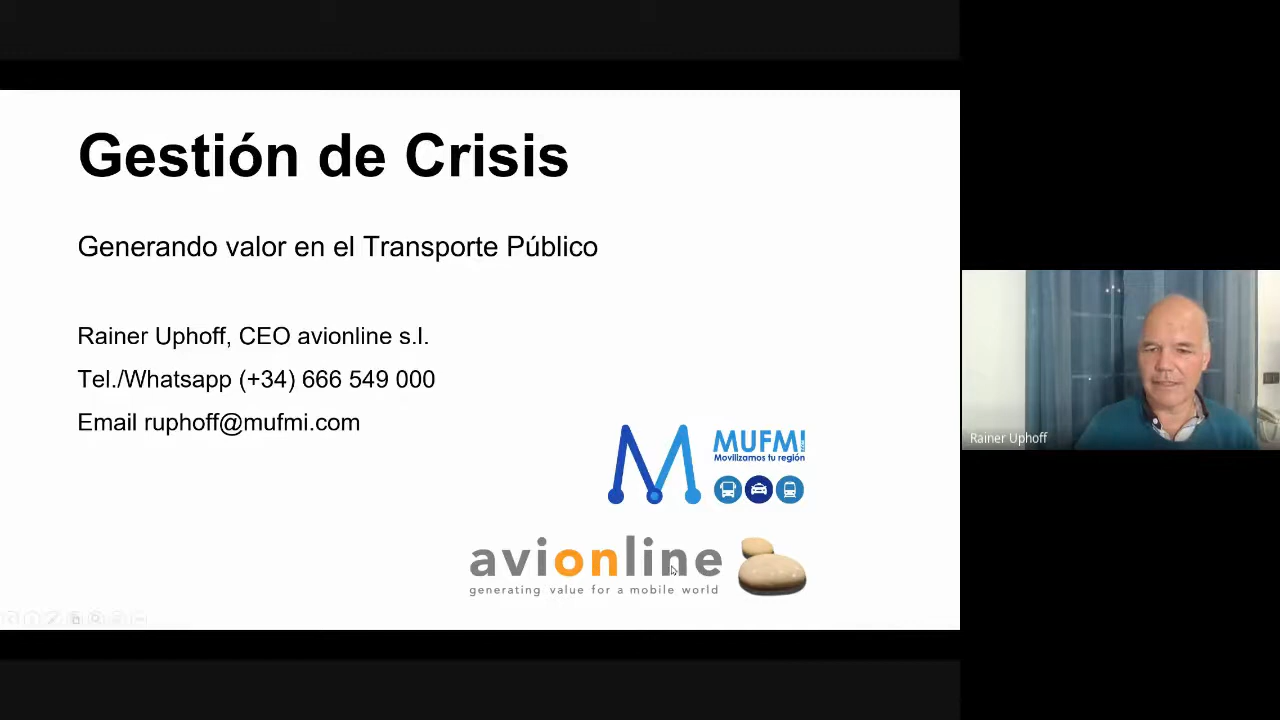 Gestión de Crisis
Generando valor en el Transporte Público
Rainer Uphoff, CEO avionline s.l.
Tel./Whatsapp (+34) 666 549 000
Email ruphoff@mufmi.com
MUFMI
Movilizamos tu región
avionline
generating value for a mobile world
Rainer Uphoff